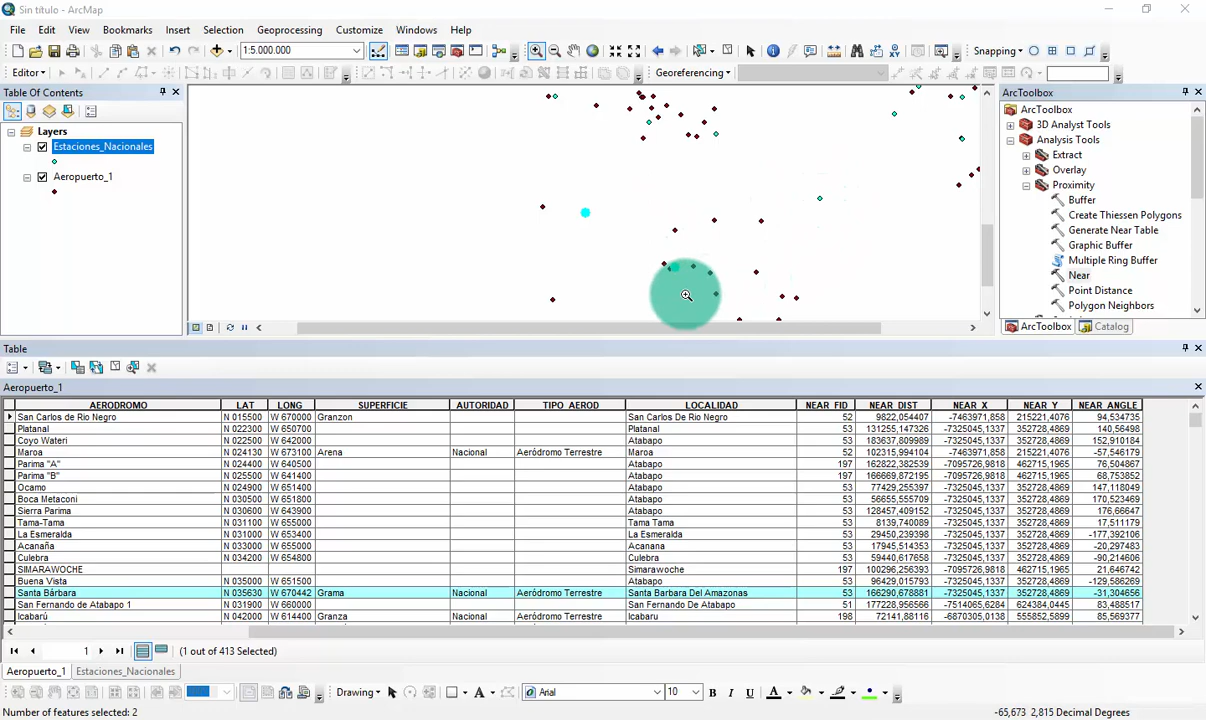 Sin título - ArcMap
File Edit View Bookmarks Insert Selection Geoprocessing Customize Windows Help
1:5.000.000 Snapping
Editor Georeferencing
Table Of Contents
Layers
Estaciones_Nacionales
Aeropuerto_1
ArcToolbox
ArcToolbox
3D Analyst Tools
Analysis Tools
Extract
Overlay
Proximity
Buffer
Create Thiessen Polygons
Generate Near Table
Graphic Buffer
Multiple Ring Buffer
Near
Point Distance
Polygon Neighbors
ArcToolbox Catalog
Table
Aeropuerto_1
AERODROMO LAT LONG SUPERFICIE AUTORIDAD TIPO_AEROD LOCALIDAD NEAR_FID NEAR_DIST NEAR_X NEAR_Y NEAR_ANGLE
San Carlos de Rio Negro N 015500 W 670000 Granzon San Carlos De Rio Negro 52 9822,054407 -7463971,858 215221,4076 94,534735
Platanal N 022300 W 650700 Platanal 53 131255,147326 -7325045,1337 352728,4869 140,56498
Coyo Wateri N 022500 W 642000 Atabapo 53 183637,809989 -7325045,1337 352728,4869 152,910184
Maroa N 024130 W 673100 Arena Nacional Aeródromo Terrestre Maroa 52 102315,994104 -7463971,858 215221,4076 -57,546179
Parima "A" N 024400 W 640500 Atabapo 197 162822,382539 -7095726,9818 462715,1965 76,504867
Parima "B" N 025500 W 641400 Atabapo 197 166669,872195 -7095726,9818 462715,1965 68,753852
Ocamo N 024900 W 651400 Atabapo 53 77429,255397 -7325045,1337 352728,4869 147,118049
Boca Metaconi N 030500 W 651800 Atabapo 53 56655,555709 -7325045,1337 352728,4869 170,523469
Sierra Parima N 030600 W 643900 Atabapo 53 128457,409152 -7325045,1337 352728,4869 176,66647
Tama-Tama N 031100 W 655000 Tama Tama 53 8139,740089 -7325045,1337 352728,4869 17,511179
La Esmeralda N 031000 W 653400 La Esmeralda 53 29450,239398 -7325045,1337 352728,4869 -177,392106
Acanaña N 033000 W 655000 Acanana 53 17945,514353 -7325045,1337 352728,4869 -20,297483
Culebra N 034200 W 654800 Culebra 53 59440,617658 -7325045,1337 352728,4869 -90,214606
SIMARAWOCHE Simarawoche 197 100296,256393 -7095726,9818 462715,1965 21,646742
Buena Vista N 035000 W 651500 Atabapo 53 96429,015793 -7325045,1337 352728,4869 -129,586269
Santa Bárbara N 035630 W 670442 Grama Nacional Aeródromo Terrestre Santa Barbara Del Amazonas 53 166290,678881 -7325045,1337 352728,4869 -31,304656
San Fernando de Atabapo 1 N 031900 W 660000 San Fernando De Atabapo 51 177228,956566 -7514065,6284 624384,0445 83,488517
Icabarú N 042000 W 614400 Granza Nacional Aeródromo Terrestre Icabaru 198 72141,88116 -6870305,0138 555852,5899 85,569377
1 (1 out of 413 Selected)
Aeropuerto_1 Estaciones_Nacionales
Drawing Arial 10 B I U A
Number of features selected: 2 -65,673 2,815 Decimal Degrees